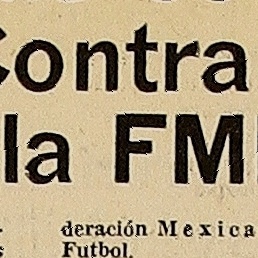 Contra
la FM
deración Mexica
Futbol.